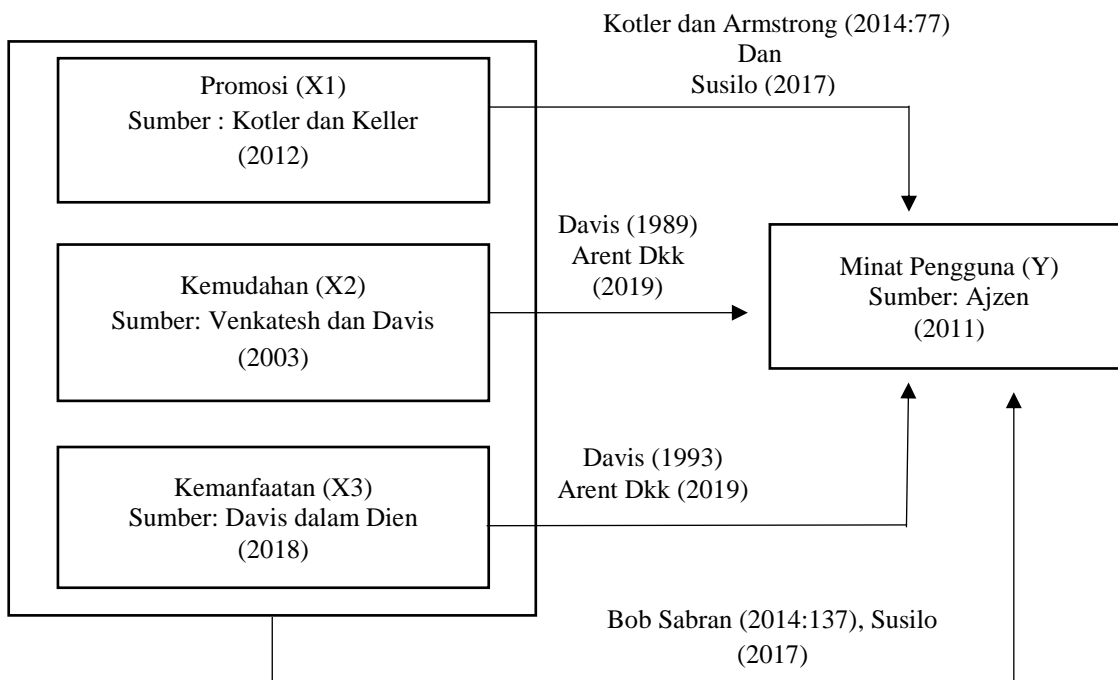 Kotler dan Armstrong (2014:77)
Dan
Susilo (2017)
Promosi (X1)
Sumber : Kotler dan Keller
(2012)
Davis (1989)
Arent Dkk
(2019)
Kemudahan (X2)
Sumber: Venkatesh dan Davis
(2003)
Minat Pengguna (Y)
Sumber: Ajzen
(2011)
Davis (1993)
Arent Dkk (2019)
Kemanfaatan (X3)
Sumber: Davis dalam Dien
(2018)
Bob Sabran (2014:137), Susilo
(2017)